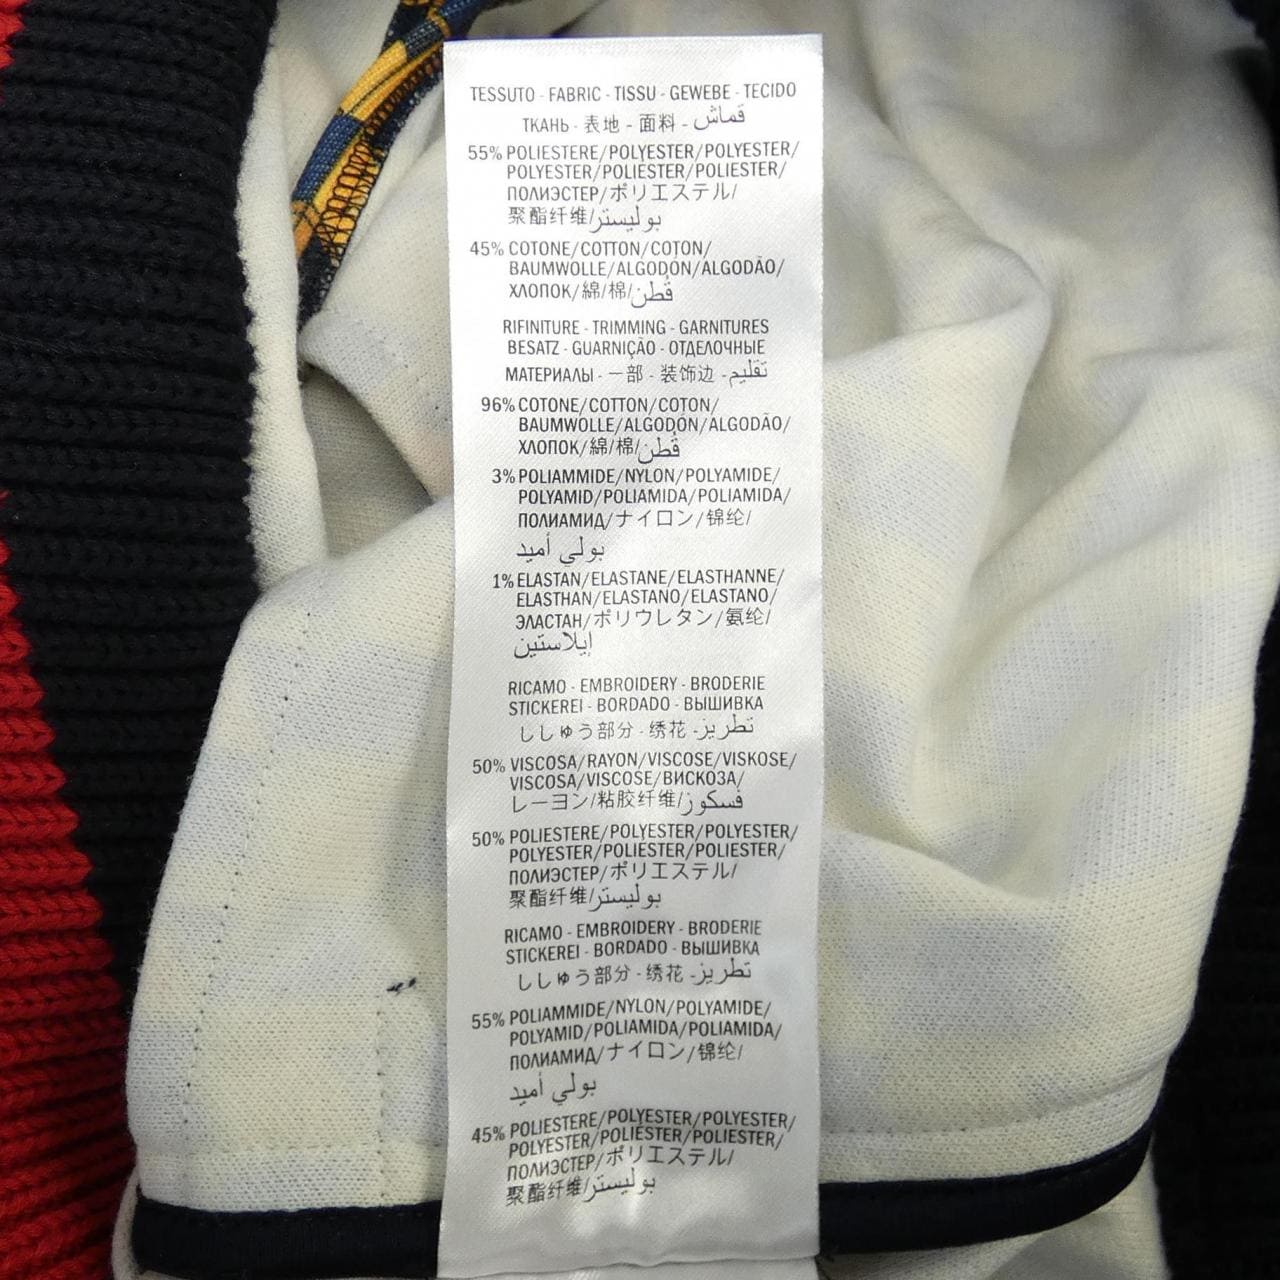 TESSUTO - FABRIC - TISSU - GEWEBE - TECIDO
ТКАНЬ - 表地 - 面料 - قماش
55% POLIESTERE/POLYESTER/POLYESTER/
POLYESTER/POLIÉSTER/POLIESTER/
ПОЛИЭСТЕР/ポリエステル/
聚酯纤维/بوليستر
45% COTONE/COTTON/COTON/
BAUMWOLLE/ALGODÓN/ALGODÃO/
ХЛОПОК/綿/棉/قُطن
RIFINITURE - TRIMMING - GARNITURES
BESATZ - GUARNIÇÃO - ОТДЕЛОЧНЫЕ
МАТЕРИАЛЫ - 一部 - 装饰边 - تقليم
96% COTONE/COTTON/COTON/
BAUMWOLLE/ALGODÓN/ALGODÃO/
ХЛОПОК/綿/棉/قُطن
3% POLIAMMIDE/NYLON/POLYAMIDE/
POLYAMID/POLIAMIDA/POLIAMIDA/
ПОЛИАМИД/ナイロン/锦纶/
بولي أميد
1% ELASTAN/ELASTANE/ELASTHANNE/
ELASTHAN/ELASTANO/ELASTANO/
ЭЛАСТАН/ポリウレタン/氨纶/
إيلاستين
RICAMO - EMBROIDERY - BRODERIE
STICKEREI - BORDADO - ВЫШИВКА
ししゅう部分 - 绣花 - تطريز
50% VISCOSA/RAYON/VISCOSE/VISKOSE/
VISCOSA/VISCOSE/ВИСКОЗА/
レーヨン/粘胶纤维/فسكوز
50% POLIESTERE/POLYESTER/POLYESTER/
POLYESTER/POLIÉSTER/POLIESTER/
ПОЛИЭСТЕР/ポリエステル/
聚酯纤维/بوليستر
RICAMO - EMBROIDERY - BRODERIE
STICKEREI - BORDADO - ВЫШИВКА
ししゅう部分 - 绣花 - تطريز
55% POLIAMMIDE/NYLON/POLYAMIDE/
POLYAMID/POLIAMIDA/POLIAMIDA/
ПОЛИАМИД/ナイロン/锦纶/
بولي أميد
45% POLIESTERE/POLYESTER/POLYESTER/
POLYESTER/POLIÉSTER/POLIESTER/
ПОЛИЭСТЕР/ポリエステル/
聚酯纤维/بوليستر